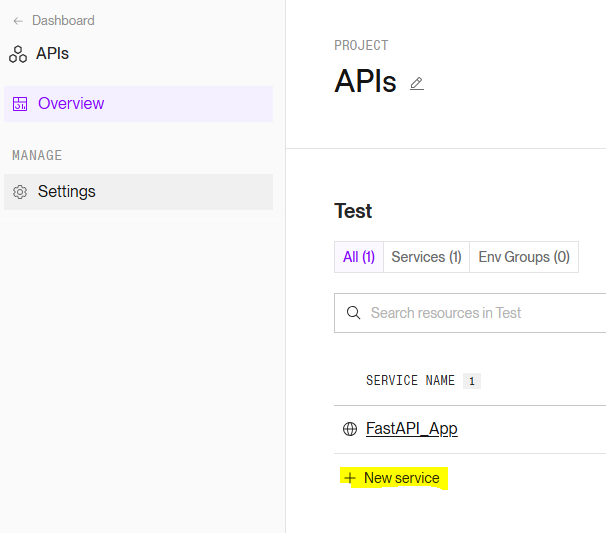 Dashboard
APIs
Overview
MANAGE
Settings
PROJECT
APIs
Test
All (1)
Services (1)
Env Groups (0)
Search resources in Test
SERVICE NAME 1
FastAPI_App
New service